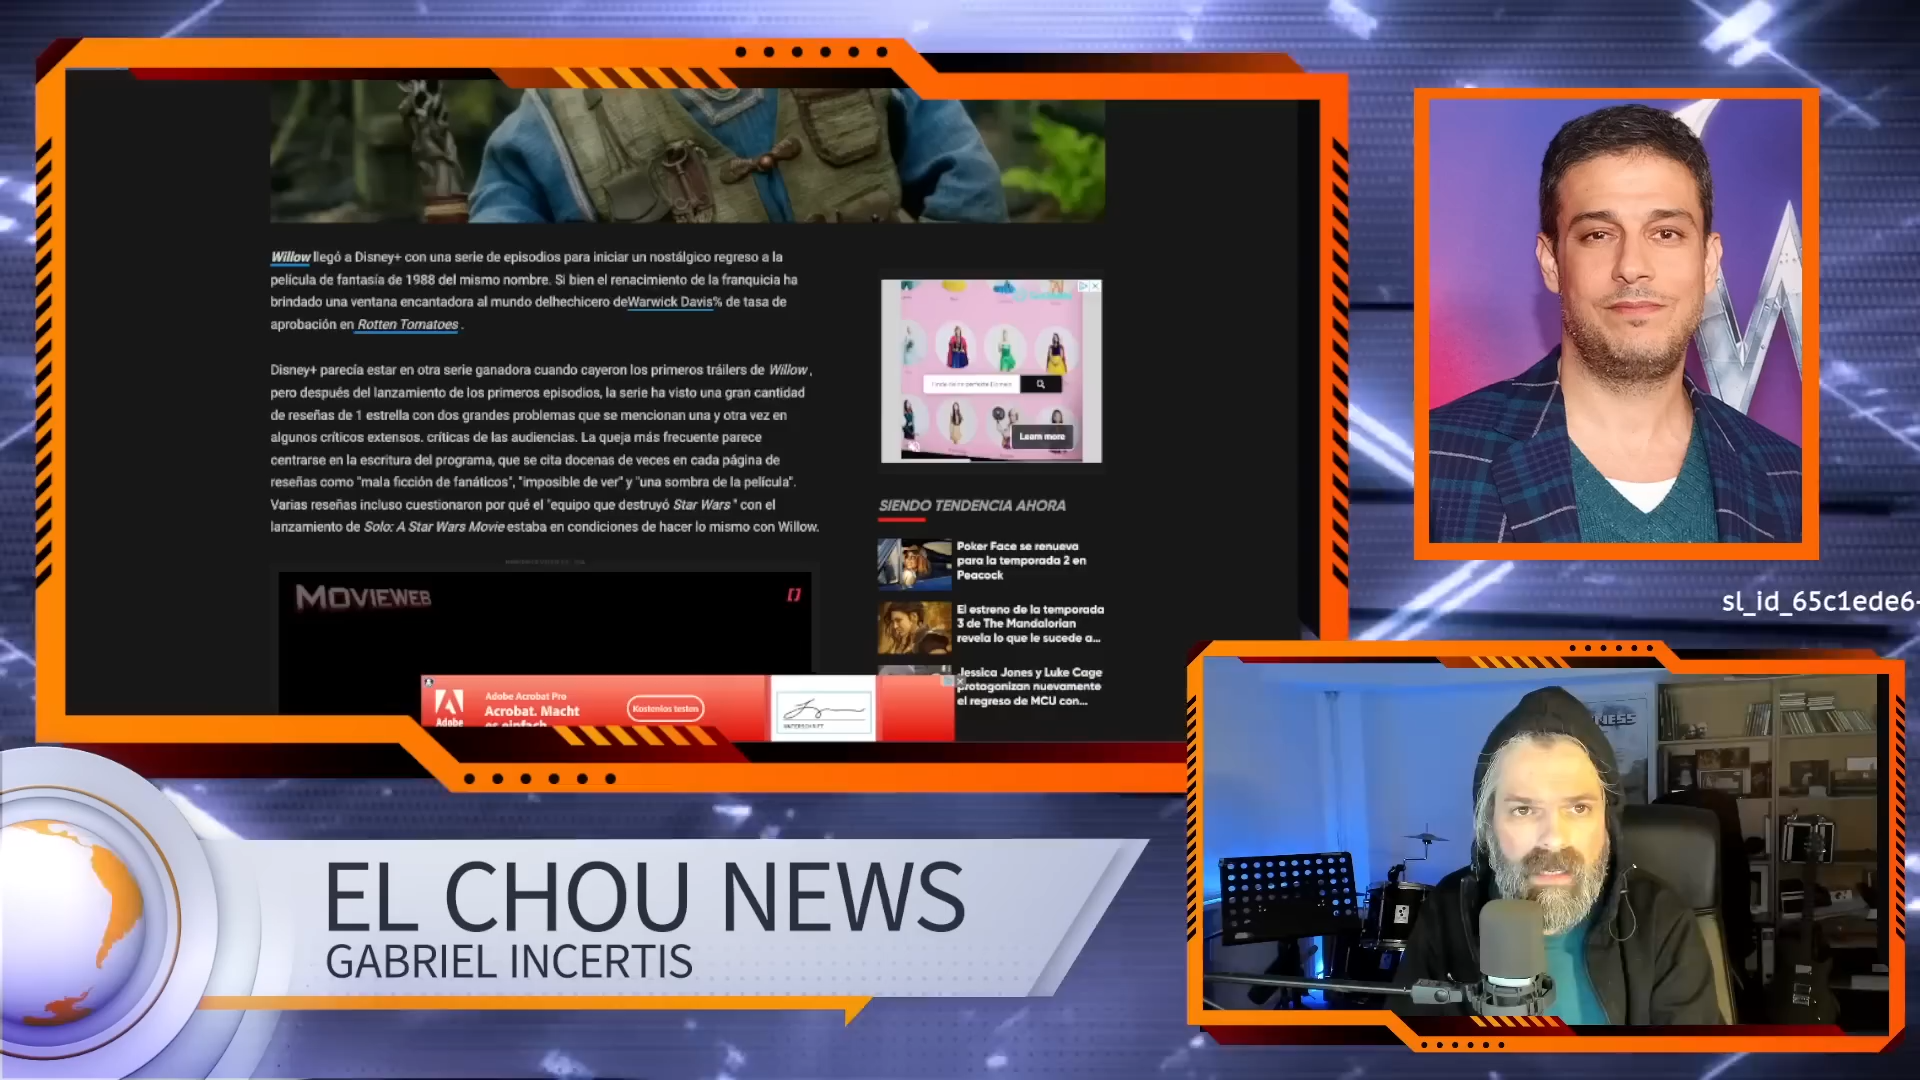 Willow llegó a Disney+ con una serie de episodios para iniciar un nostálgico regreso a la
película de fantasía de 1988 del mismo nombre. Si bien el renacimiento de la franquicia ha
brindado una ventana encantadora al mundo delhechicero deWarwick Davis% de tasa de
aprobación en Rotten Tomatoes .
Disney+ parecía estar en otra serie ganadora cuando cayeron los primeros tráilers de Willow ,
pero después del lanzamiento de los primeros episodios, la serie ha visto una gran cantidad
de reseñas de 1 estrella con dos grandes problemas que se mencionan una y otra vez en
algunos críticos extensos. críticas de las audiencias. La queja más frecuente parece
centrarse en la escritura del programa, que se cita docenas de veces en cada página de
reseñas como "mala ficción de fanáticos", "imposible de ver" y "una sombra de la película".
Varias reseñas incluso cuestionaron por qué el "equipo que destruyó Star Wars " con el
lanzamiento de Solo: A Star Wars Movie estaba en condiciones de hacer lo mismo con Willow.
MOVIEWEB
Learn more
SIENDO TENDENCIA AHORA
Poker Face se renueva
para la temporada 2 en
Peacock
El estreno de la temporada
3 de The Mandalorian
revela lo que le sucede a...
Jessica Jones y Luke Cage
protagonizan nuevamente
el regreso de MCU con...
Adobe
Adobe Acrobat Pro
Acrobat. Macht
es einfach
Kostenlos testen
UNTERSCHRIFT
W
sl_id_65c1ede6-
NESS
EL CHOU NEWS
GABRIEL INCERTIS